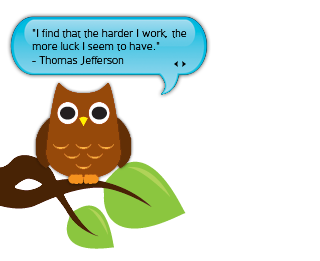 "I find that the harder I work, the
more luck I seem to have."
- Thomas Jefferson